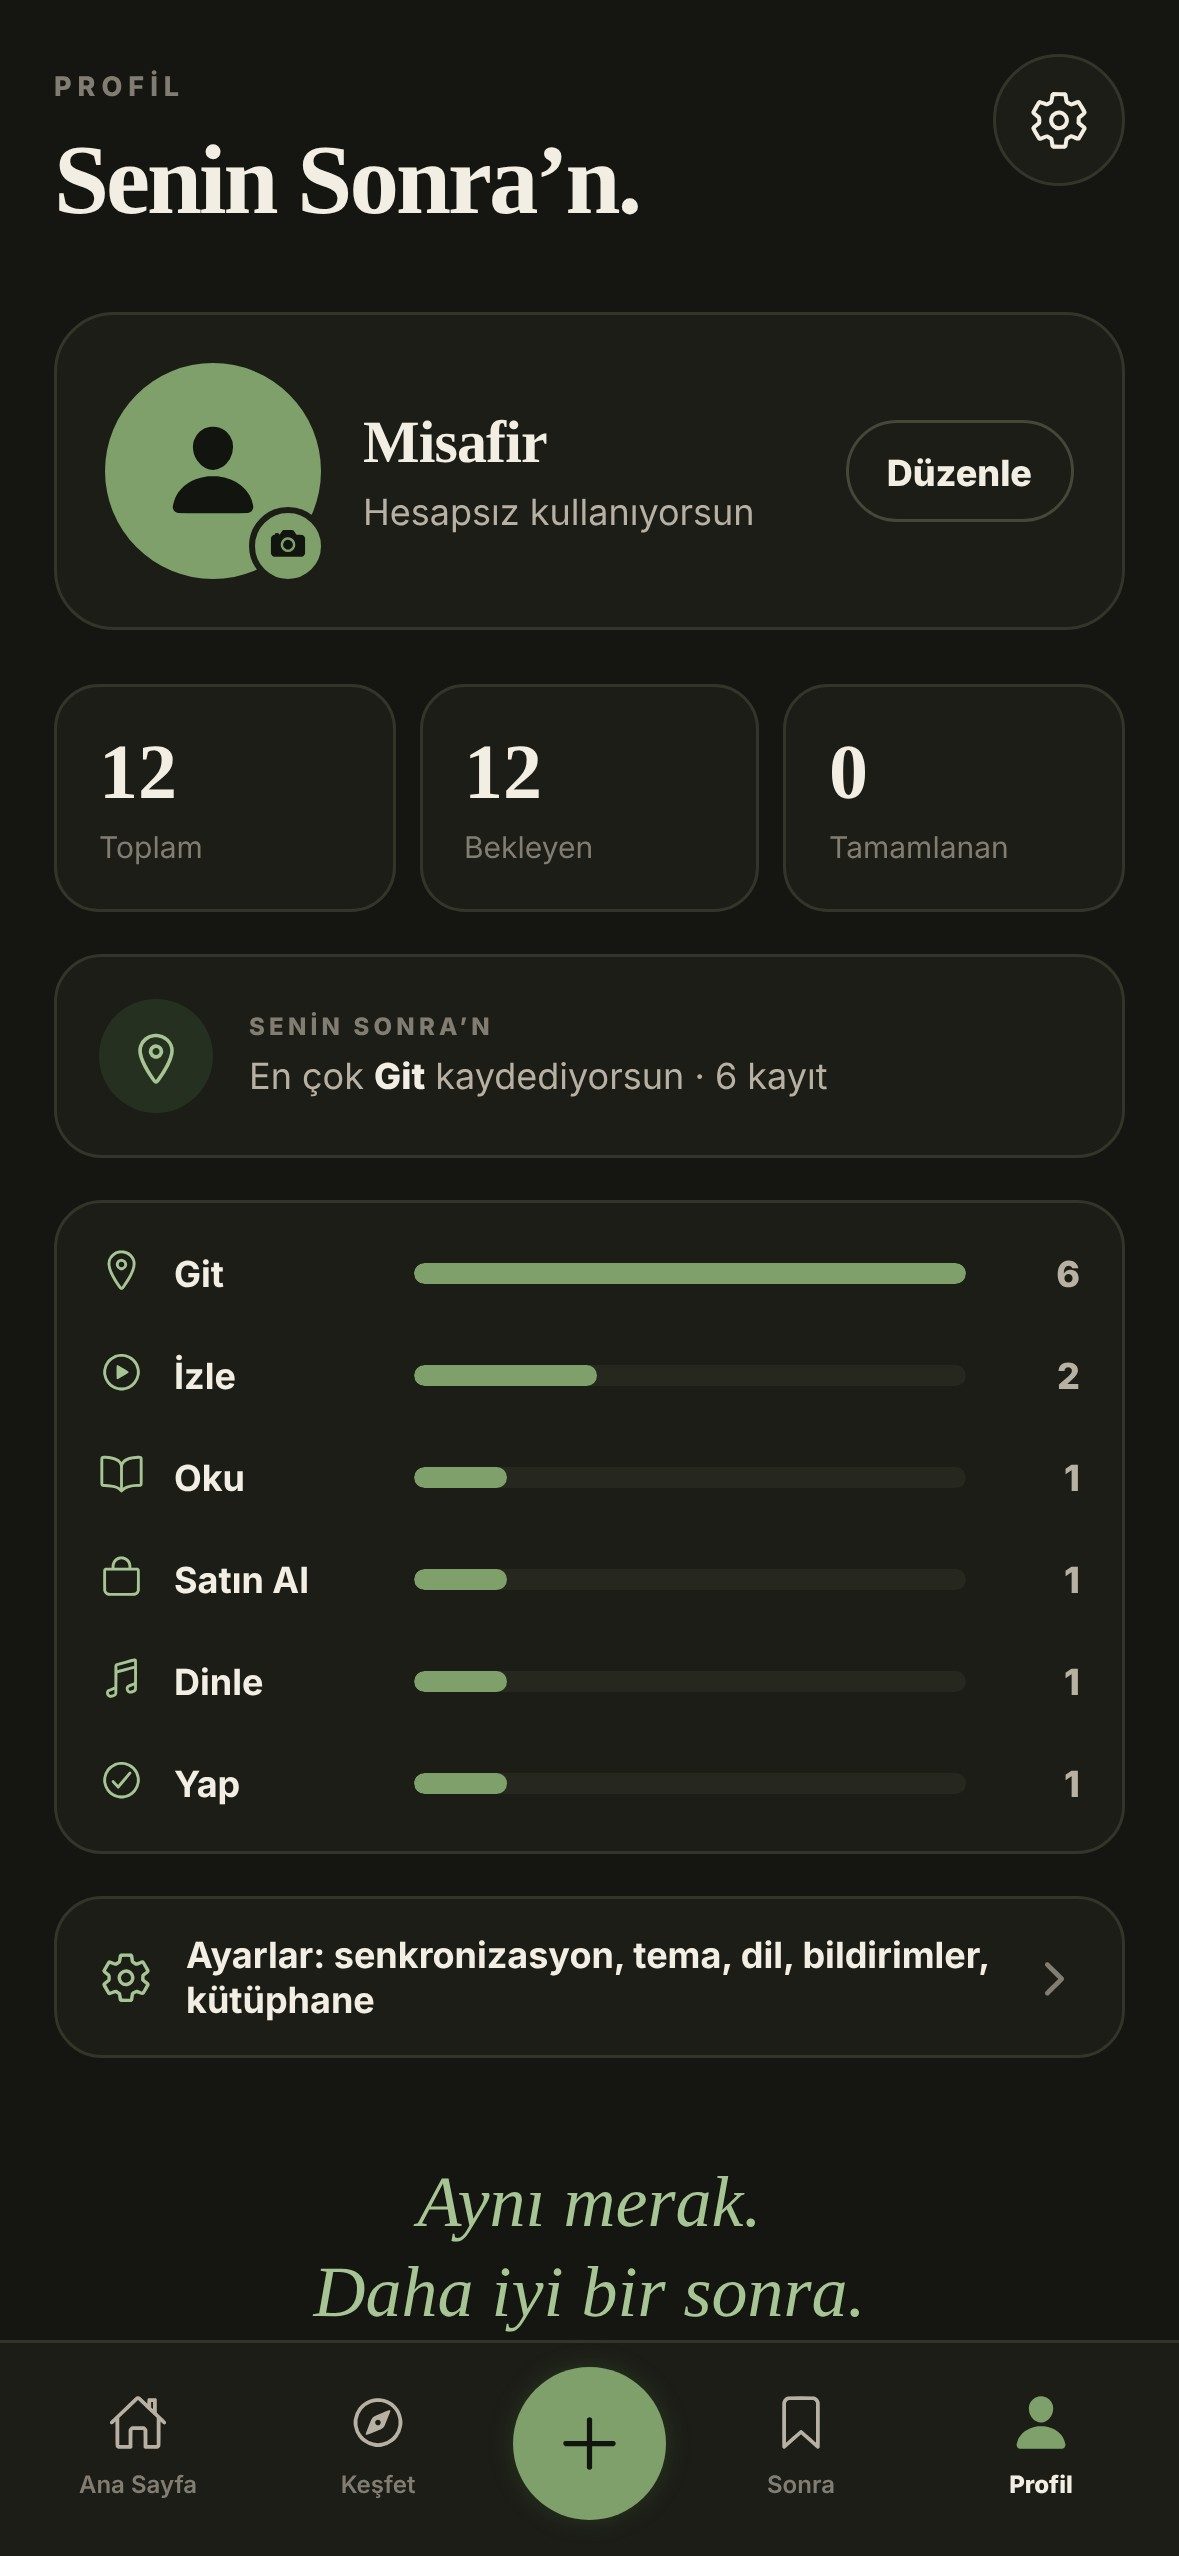 PROFİL
Senin Sonra’n.
Misafir
Hesapsız kullanıyorsun
Düzenle
12
Toplam
12
Bekleyen
0
Tamamlanan
SENİN SONRA’N
En çok Git kaydediyorsun · 6 kayıt
Git 6
İzle 2
Oku 1
Satın Al 1
Dinle 1
Yap 1
Ayarlar: senkronizasyon, tema, dil, bildirimler,
kütüphane
Aynı merak.
Daha iyi bir sonra.
Ana Sayfa
Keşfet
Sonra
Profil